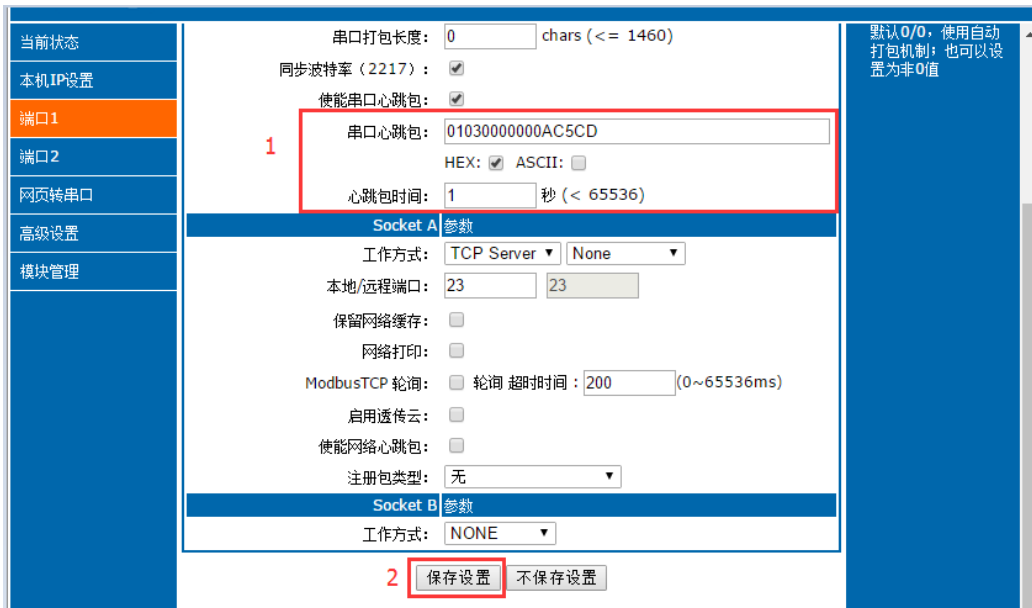 当前状态
本机IP设置
端口1
端口2
网页转串口
高级设置
模块管理
串口打包长度: 0 chars (<= 1460)
同步波特率（2217）:
使能串口心跳包:
1
串口心跳包: 01030000000AC5CD
HEX: ASCII:
心跳包时间: 1 秒 (< 65536)
Socket A 参数
工作方式: TCP Server None
本地/远程端口: 23 23
保留网络缓存:
网络打印:
ModbusTCP 轮询: 轮询 超时时间 : 200 (0~65536ms)
启用透传云:
使能网络心跳包:
注册包类型: 无
Socket B 参数
工作方式: NONE
2 保存设置 不保存设置
默认0/0，使用自动
打包机制；也可以设
置为非0值